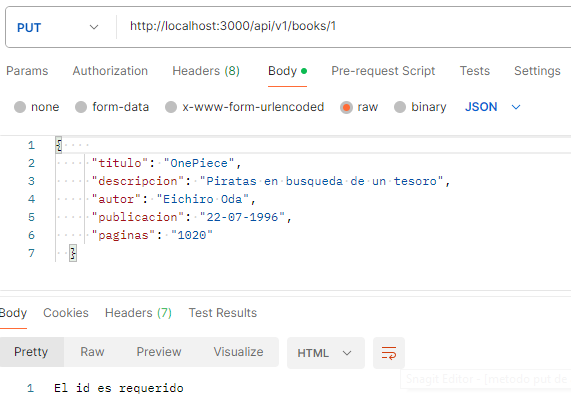 PUT http://localhost:3000/api/v1/books/1
Params Authorization Headers (8) Body Pre-request Script Tests Settings
none form-data x-www-form-urlencoded raw binary JSON
1 {
2 "titulo": "OnePiece",
3 "descripcion": "Piratas en busqueda de un tesoro",
4 "autor": "Eichiro Oda",
5 "publicacion": "22-07-1996",
6 "paginas": "1020"
7 }
Body Cookies Headers (7) Test Results
Pretty Raw Preview Visualize HTML
Snagit Editor - [metodo put de
1 El id es requerido